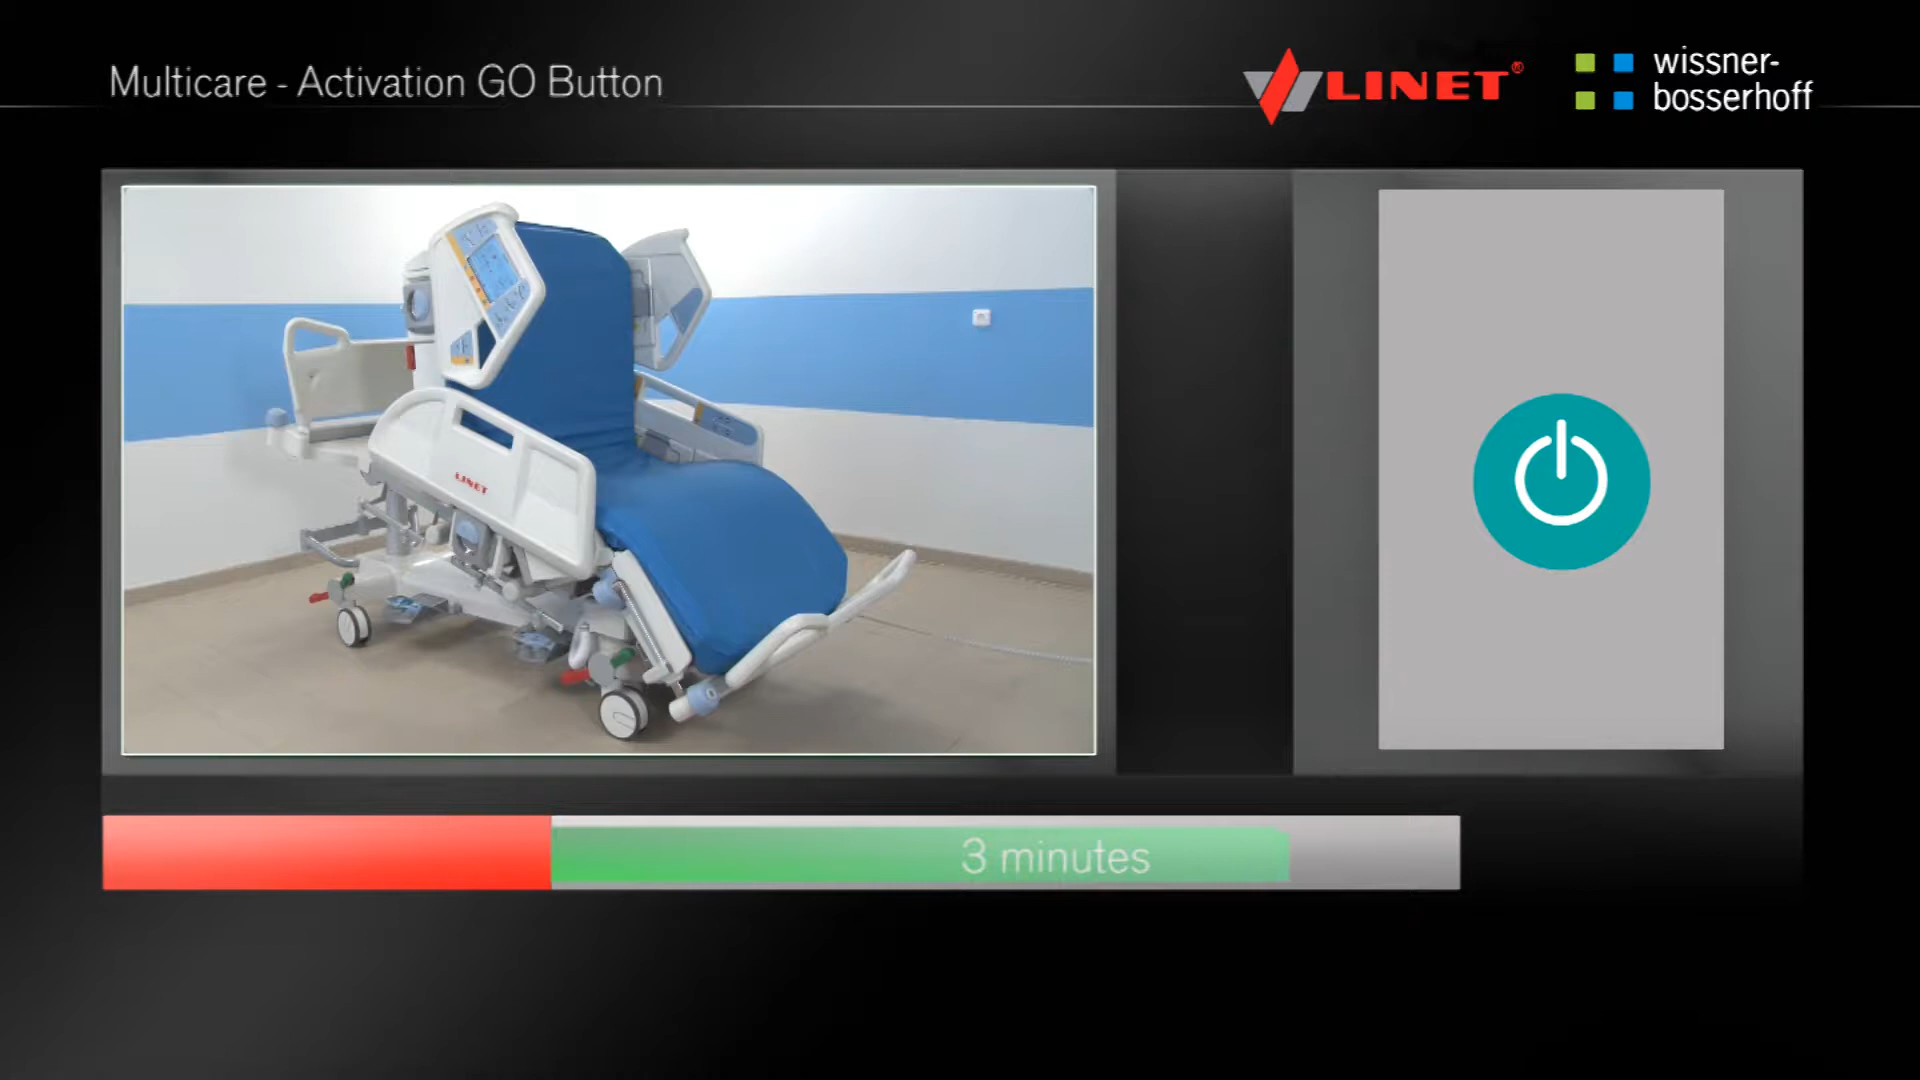 Multicare - Activation GO Button
LINET®
wissner-
bosserhoff
LINET
3 minutes